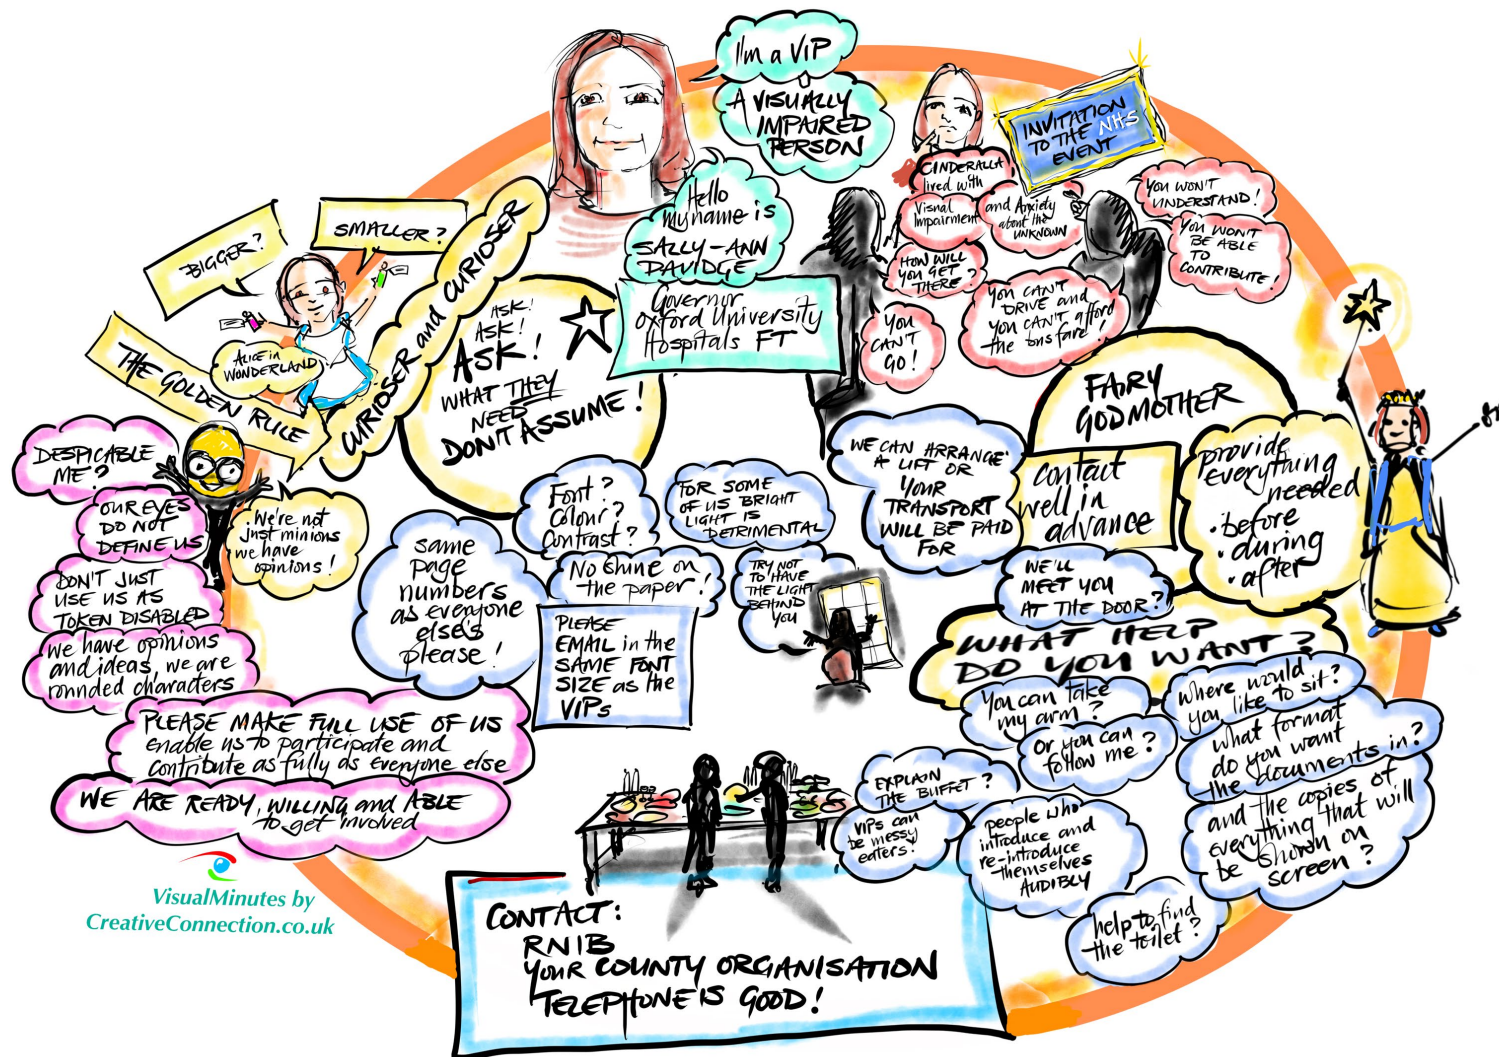 I'm a VIP
A VISUALLY
IMPAIRED
PERSON
Hello
my name is
SALLY-ANN
DAVIDGE
Governor
Oxford University
Hospitals FT
INVITATION
TO THE NHS
EVENT
CINDERALLA
lived with
Visual
Impairment
and Anxiety
about the
UNKNOWN
HOW WILL
YOU GET
THERE?
YOU
CAN'T
GO!
YOU CAN'T
DRIVE and
YOU CAN'T afford
the bus fare!
YOU WON'T
UNDERSTAND!
YOU WON'T
BE ABLE
TO
CONTRIBUTE!
BIGGER?
SMALLER?
ALICE in
WONDERLAND
CURIOSER and CURIOSER
THE GOLDEN RULE
ASK!
ASK!
ASK!
WHAT THEY
NEED
DON'T ASSUME!
DESPICABLE
ME?
OUR EYES
DO NOT
DEFINE US
We're not
just minions
we have
opinions!
DON'T JUST
USE US AS
TOKEN DISABLED
We have opinions
and ideas, we are
rounded characters
PLEASE MAKE FULL USE OF US
enable us to participate and
contribute as fully as everyone else
WE ARE READY, WILLING and ABLE
to get involved
Font?
Colour?
Contrast?
FOR SOME
OF US BRIGHT
LIGHT IS
DETRIMENTAL
same
page
numbers
as everyone
else's
please!
No shine on
the paper!
TRY NOT
TO HAVE
THE LIGHT
BEHIND
YOU
PLEASE
EMAIL in the
SAME FONT
SIZE as the
VIPs
FAIRY
GODMOTHER
WE CAN ARRANGE
A LIFT OR
YOUR
TRANSPORT
WILL BE PAID
FOR
contact
well in
advance
provide
everything
needed
• before
• during
• after
WE'LL
MEET YOU
AT THE DOOR?
WHAT HELP
DO YOU WANT?
You can take
my arm?
Or you can
follow me?
where would
you like to sit?
what format
do you want
the documents in?
and the copies of
everything that will
be shown on
screen?
EXPLAIN
THE BUFFET?
VIPs can
be messy
eaters!
people who
introduce and
re-introduce
themselves
AUDIBLY
help to find
the toilet?
CONTACT:
RNIB
YOUR COUNTY ORGANISATION
TELEPHONE IS GOOD!
VisualMinutes by
CreativeConnection.co.uk